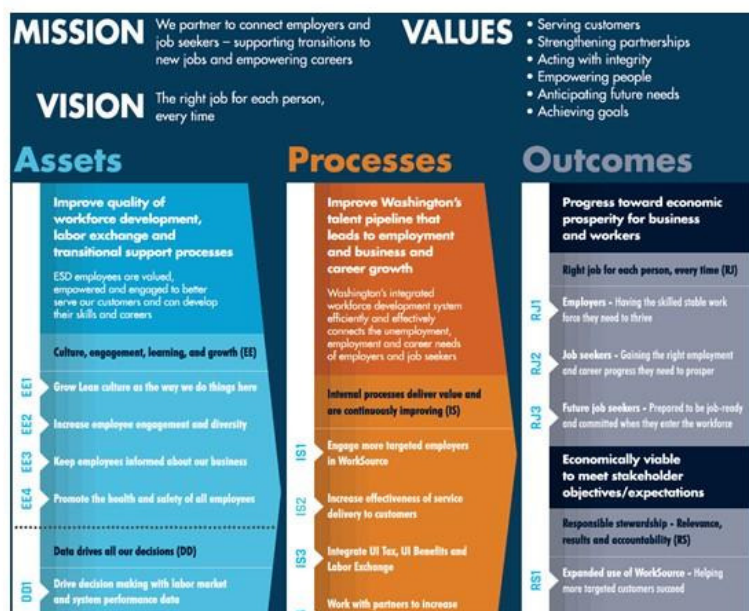 MISSION
We partner to connect employers and
job seekers – supporting transitions to
new jobs and empowering careers
VISION
The right job for each person,
every time
VALUES
• Serving customers
• Strengthening partnerships
• Acting with integrity
• Empowering people
• Anticipating future needs
• Achieving goals
Assets
Improve quality of
workforce development,
labor exchange and
transitional support processes
ESD employees are valued,
empowered and engaged to better
serve our customers and can develop
their skills and careers
Culture, engagement, learning, and growth (EE)
EE1
Grow Lean culture as the way we do things here
EE2
Increase employee engagement and diversity
EE3
Keep employees informed about our business
EE4
Promote the health and safety of all employees
Data drives all our decisions (DD)
DD1
Drive decision making with labor market
and system performance data
Processes
Improve Washington's
talent pipeline that
leads to employment
and business and
career growth
Washington's integrated
workforce development system
efficiently and effectively
connects the unemployment,
employment and career needs
of employers and job seekers
Internal processes deliver value and
are continuously improving (IS)
IS1
Engage more targeted employers
in WorkSource
IS2
Increase effectiveness of service
delivery to customers
IS3
Integrate UI Tax, UI Benefits and
Labor Exchange
Work with partners to increase
Outcomes
Progress toward economic
prosperity for business
and workers
Right job for each person, every time (RJ)
RJ1
Employers - Having the skilled stable work
force they need to thrive
RJ2
Job seekers - Gaining the right employment
and career progress they need to prosper
RJ3
Future job seekers - Prepared to be job-ready
and committed when they enter the workforce
Economically viable
to meet stakeholder
objectives/expectations
Responsible stewardship - Relevance,
results and accountability (RS)
RS1
Expanded use of WorkSource - Helping
more targeted customers succeed